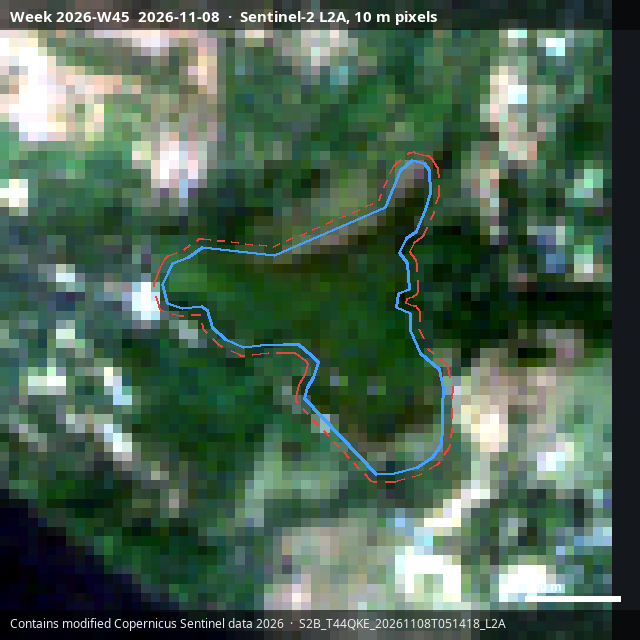 Week 2026-W45  2026-11-08  ·  Sentinel-2 L2A, 10 m pixels
Contains modified Copernicus Sentinel data 2026  ·  S2B_T44QKE_20261108T051418_L2A